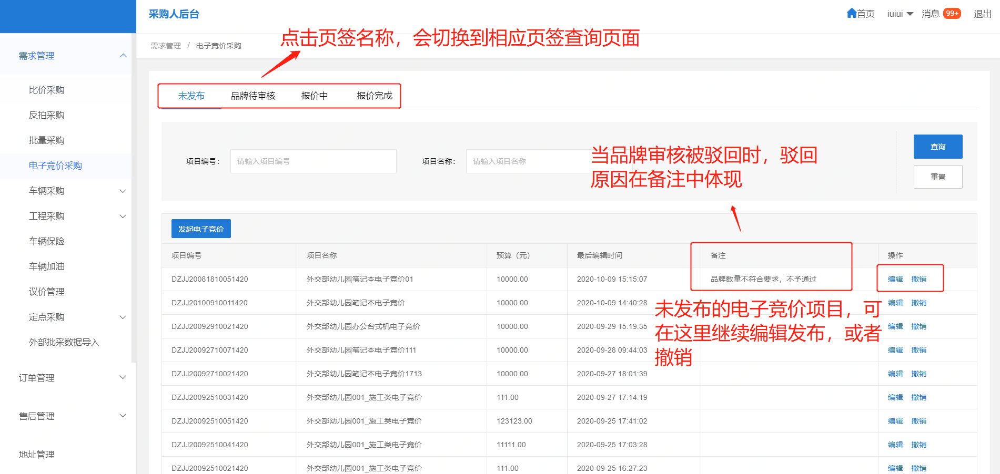 采购人后台
首页 iuiui 消息 99+ 退出
需求管理 / 电子竞价采购
点击页签名称，会切换到相应页签查询页面
需求管理
比价采购
反拍采购
批量采购
电子竞价采购
车辆采购
工程采购
车辆保险
车辆加油
议价管理
定点采购
外部批采数据导入
订单管理
售后管理
地址管理
未发布 品牌待审核 报价中 报价完成
项目编号： 请输入项目编号 项目名称： 请输入项目名称
查询
重置
当品牌审核被驳回时，驳回
原因在备注中体现
发起电子竞价
项目编号 项目名称 预算（元） 最后编辑时间 备注 操作
DZJJ20081810051420 外交部幼儿园笔记本电子竞价01 10000.00 2020-10-09 15:15:07 品牌数量不符合要求，不予通过 编辑 撤销
DZJJ20100910011420 外交部幼儿园笔记本电子竞价 10000.00 2020-10-09 14:40:28 编辑 撤销
DZJJ20092910021420 外交部幼儿园办公台式机电子竞价 10000.00 2020-09-29 15:19:35 编辑 撤销
DZJJ20092710071420 外交部幼儿园笔记本电子竞价111 10000.00 2020-09-28 09:44:03 编辑 撤销
DZJJ20092710021420 外交部幼儿园笔记本电子竞价1713 10000.00 2020-09-27 18:01:39 编辑 撤销
DZJJ20092510031420 外交部幼儿园001_施工类电子竞价 111.00 2020-09-27 17:14:19 编辑 撤销
DZJJ20092510051420 外交部幼儿园001_施工类电子竞价 123123.00 2020-09-25 17:41:02 编辑 撤销
DZJJ20092510041420 外交部幼儿园001_施工类电子竞价 11111.00 2020-09-25 17:03:28 编辑 撤销
DZJJ20092510021420 外交部幼儿园001_施工类电子竞价 111.00 2020-09-25 16:27:23 编辑 撤销
未发布的电子竞价项目，可
在这里继续编辑发布，或者
撤销